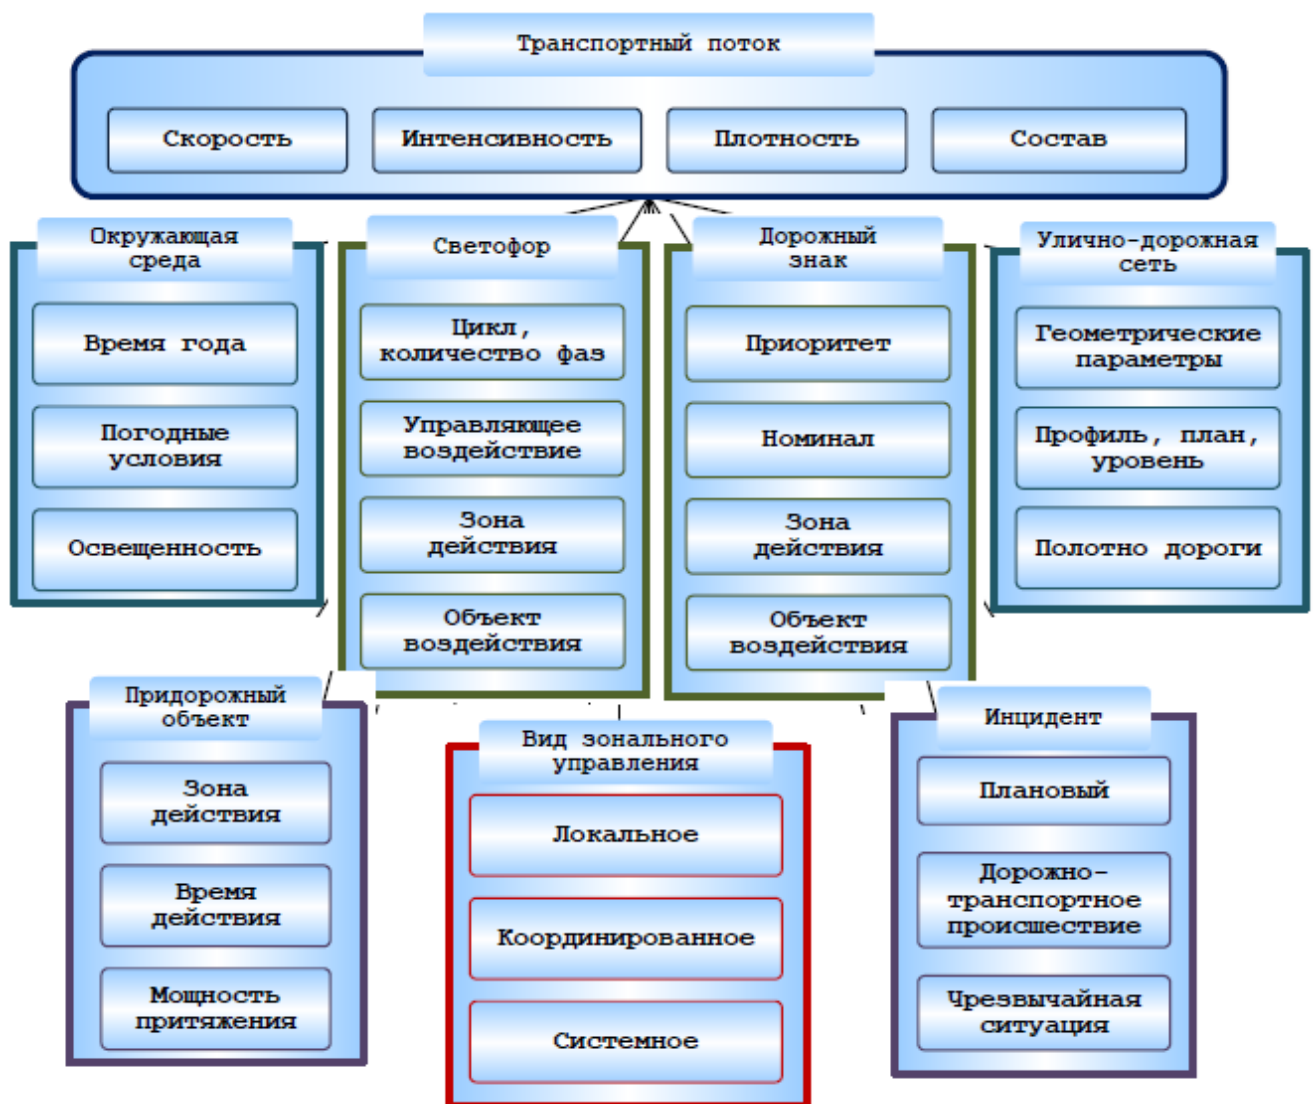 Транспортный поток
Скорость
Интенсивность
Плотность
Состав
Окружающая
среда
Время года
Погодные
условия
Освещенность
Светофор
Цикл,
количество фаз
Управляющее
воздействие
Зона
действия
Объект
воздействия
Дорожный
знак
Приоритет
Номинал
Зона
действия
Объект
воздействия
Улично-дорожная
сеть
Геометрические
параметры
Профиль, план,
уровень
Полотно дороги
Придорожный
объект
Зона
действия
Время
действия
Мощность
притяжения
Вид зонального
управления
Локальное
Координированное
Системное
Инцидент
Плановый
Дорожно-
транспортное
происшествие
Чрезвычайная
ситуация